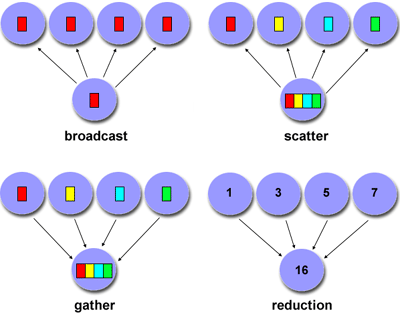 broadcast
scatter
1 3 5 7
16
gather
reduction